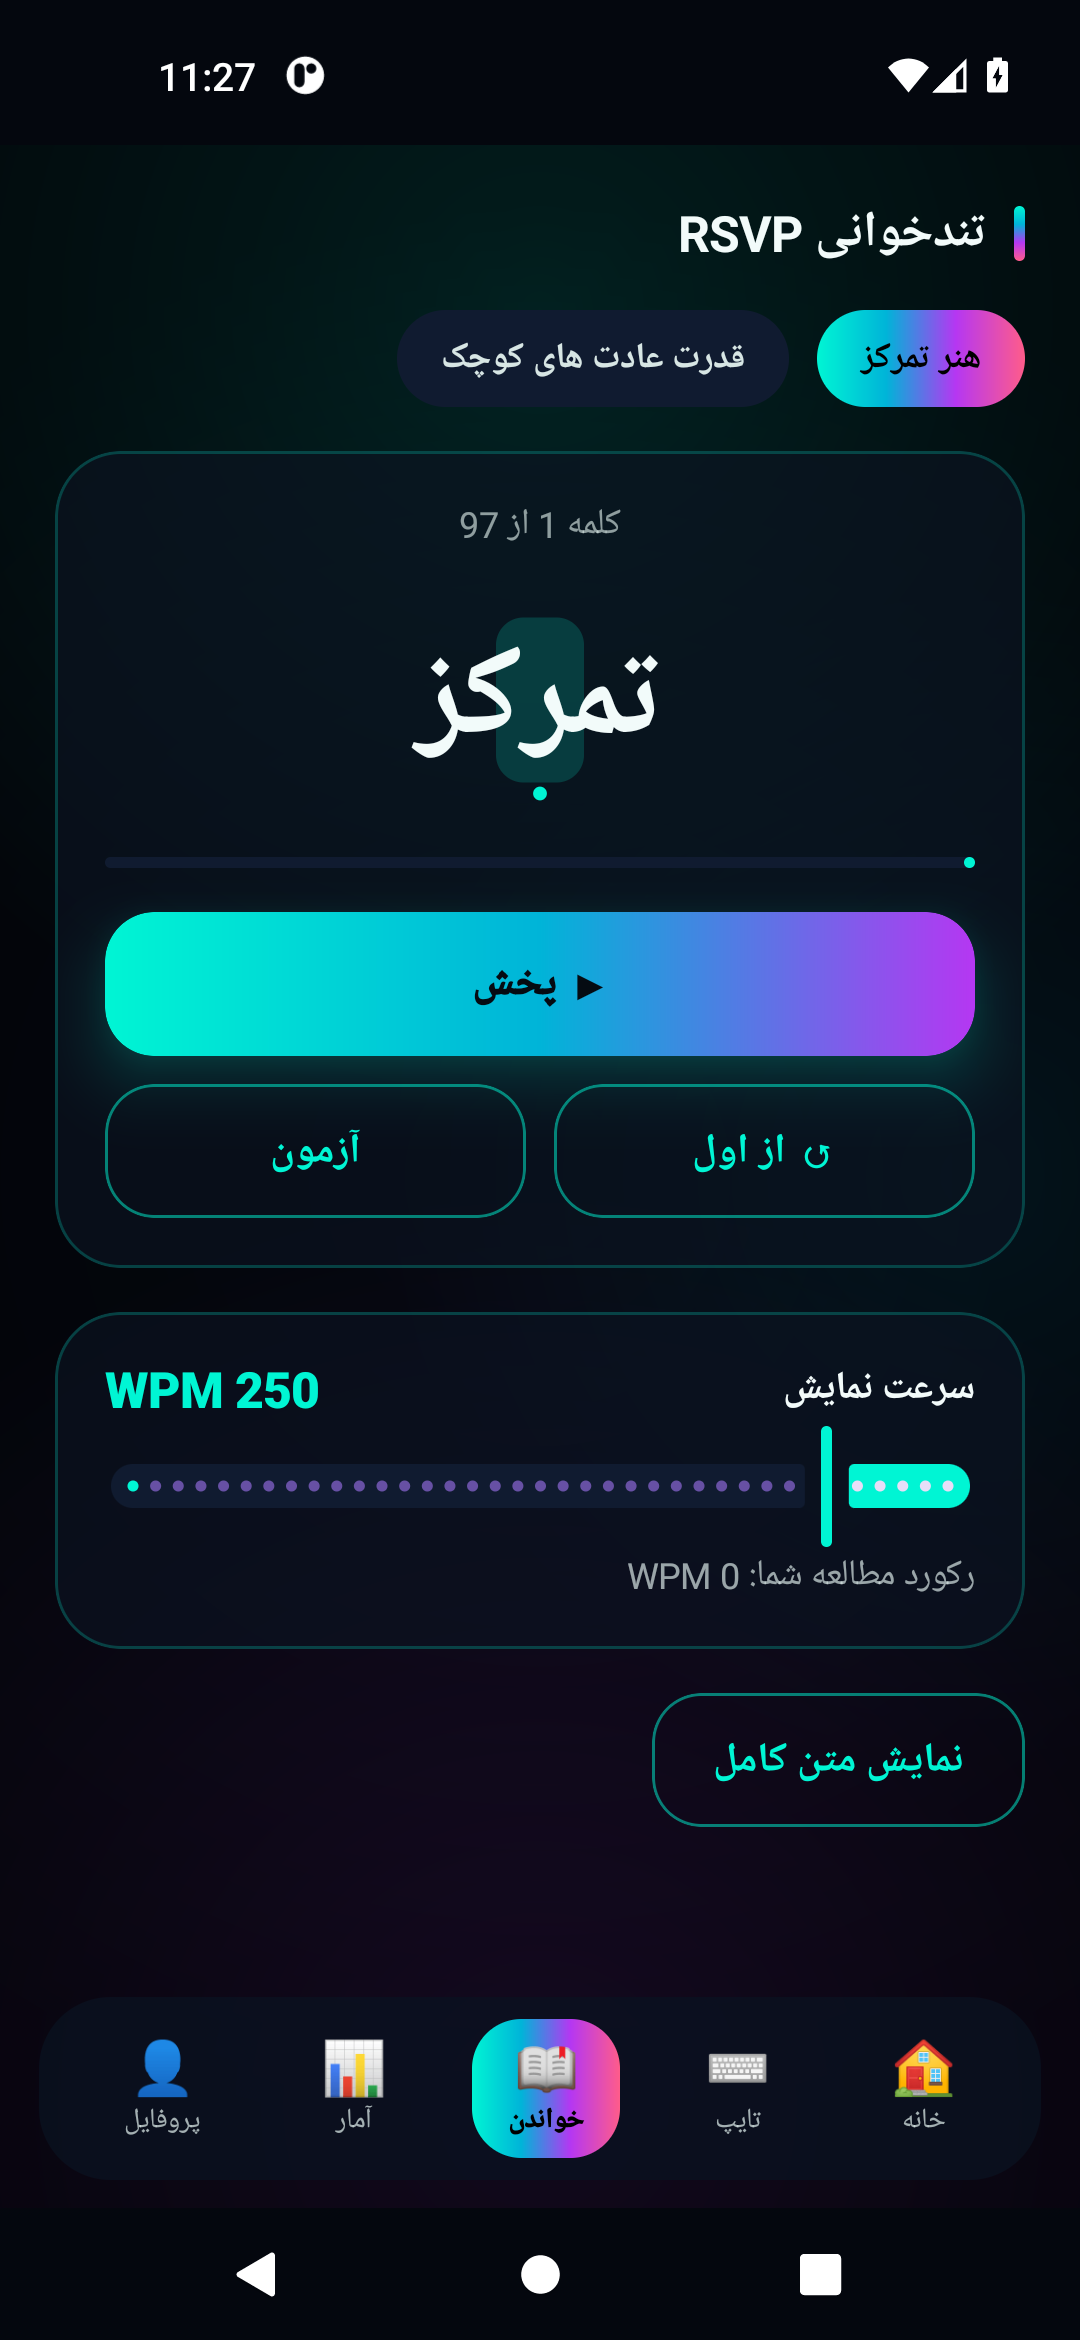 11:27
تندخوانی RSVP
هنر تمرکز
قدرت عادت های کوچک
کلمه 1 از 97
تمرکز
▶ پخش
↺ از اول
آزمون
سرعت نمایش
250 WPM
رکورد مطالعه شما: 0 WPM
نمایش متن کامل
خانه
تایپ
خواندن
آمار
پروفایل